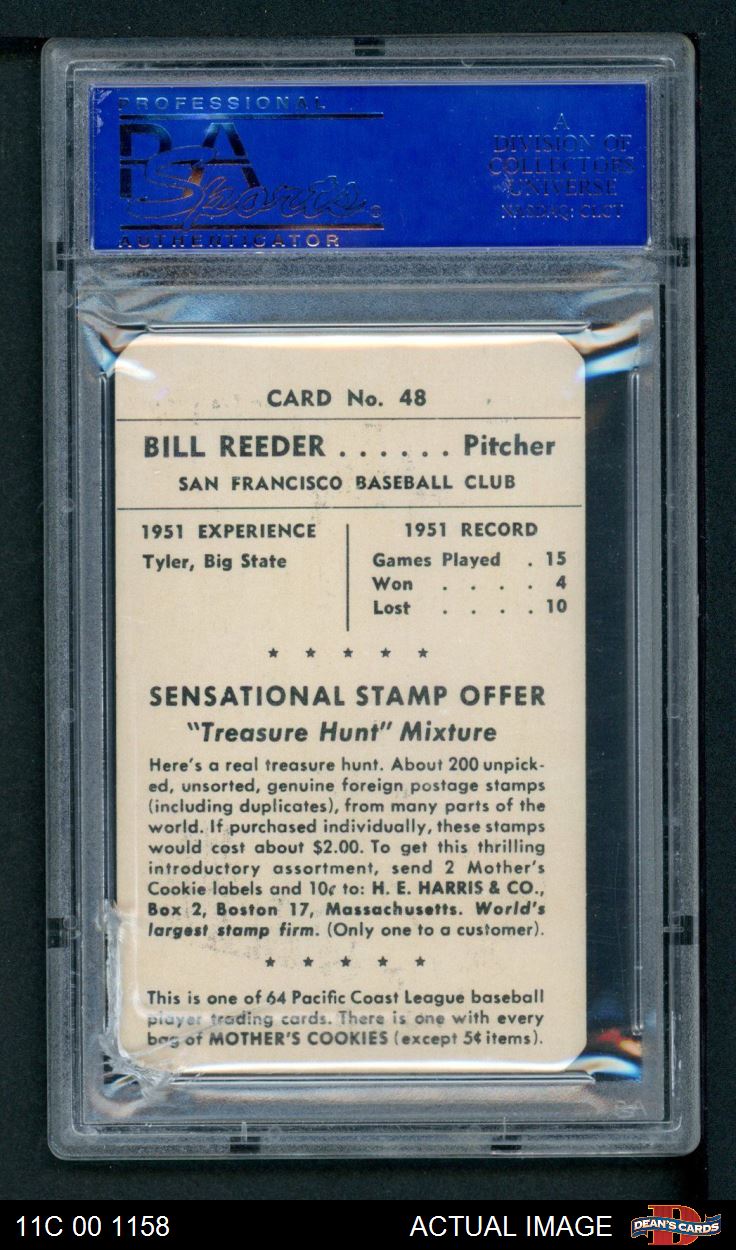 PROFESSIONAL
PSA
Sports
AUTHENTICATOR
A
DIVISION OF
COLLECTORS
UNIVERSE
NASDAQ: CLCT
CARD No. 48
BILL REEDER . . . . . . Pitcher
SAN FRANCISCO BASEBALL CLUB
1951 EXPERIENCE
Tyler, Big State
1951 RECORD
Games Played . 15
Won . . . . 4
Lost . . . . 10
★ ★ ★ ★ ★
SENSATIONAL STAMP OFFER
"Treasure Hunt" Mixture
Here's a real treasure hunt. About 200 unpick-
ed, unsorted, genuine foreign postage stamps
(including duplicates), from many parts of the
world. If purchased individually, these stamps
would cost about $2.00. To get this thrilling
introductory assortment, send 2 Mother's
Cookie labels and 10¢ to: H. E. HARRIS & CO.,
Box 2, Boston 17, Massachusetts. World's
largest stamp firm. (Only one to a customer).
★ ★ ★ ★ ★
This is one of 64 Pacific Coast League baseball
player trading cards. There is one with every
bag of MOTHER'S COOKIES (except 5¢ items).
PSA
11C 00 1158
ACTUAL IMAGE
DEAN'S CARDS